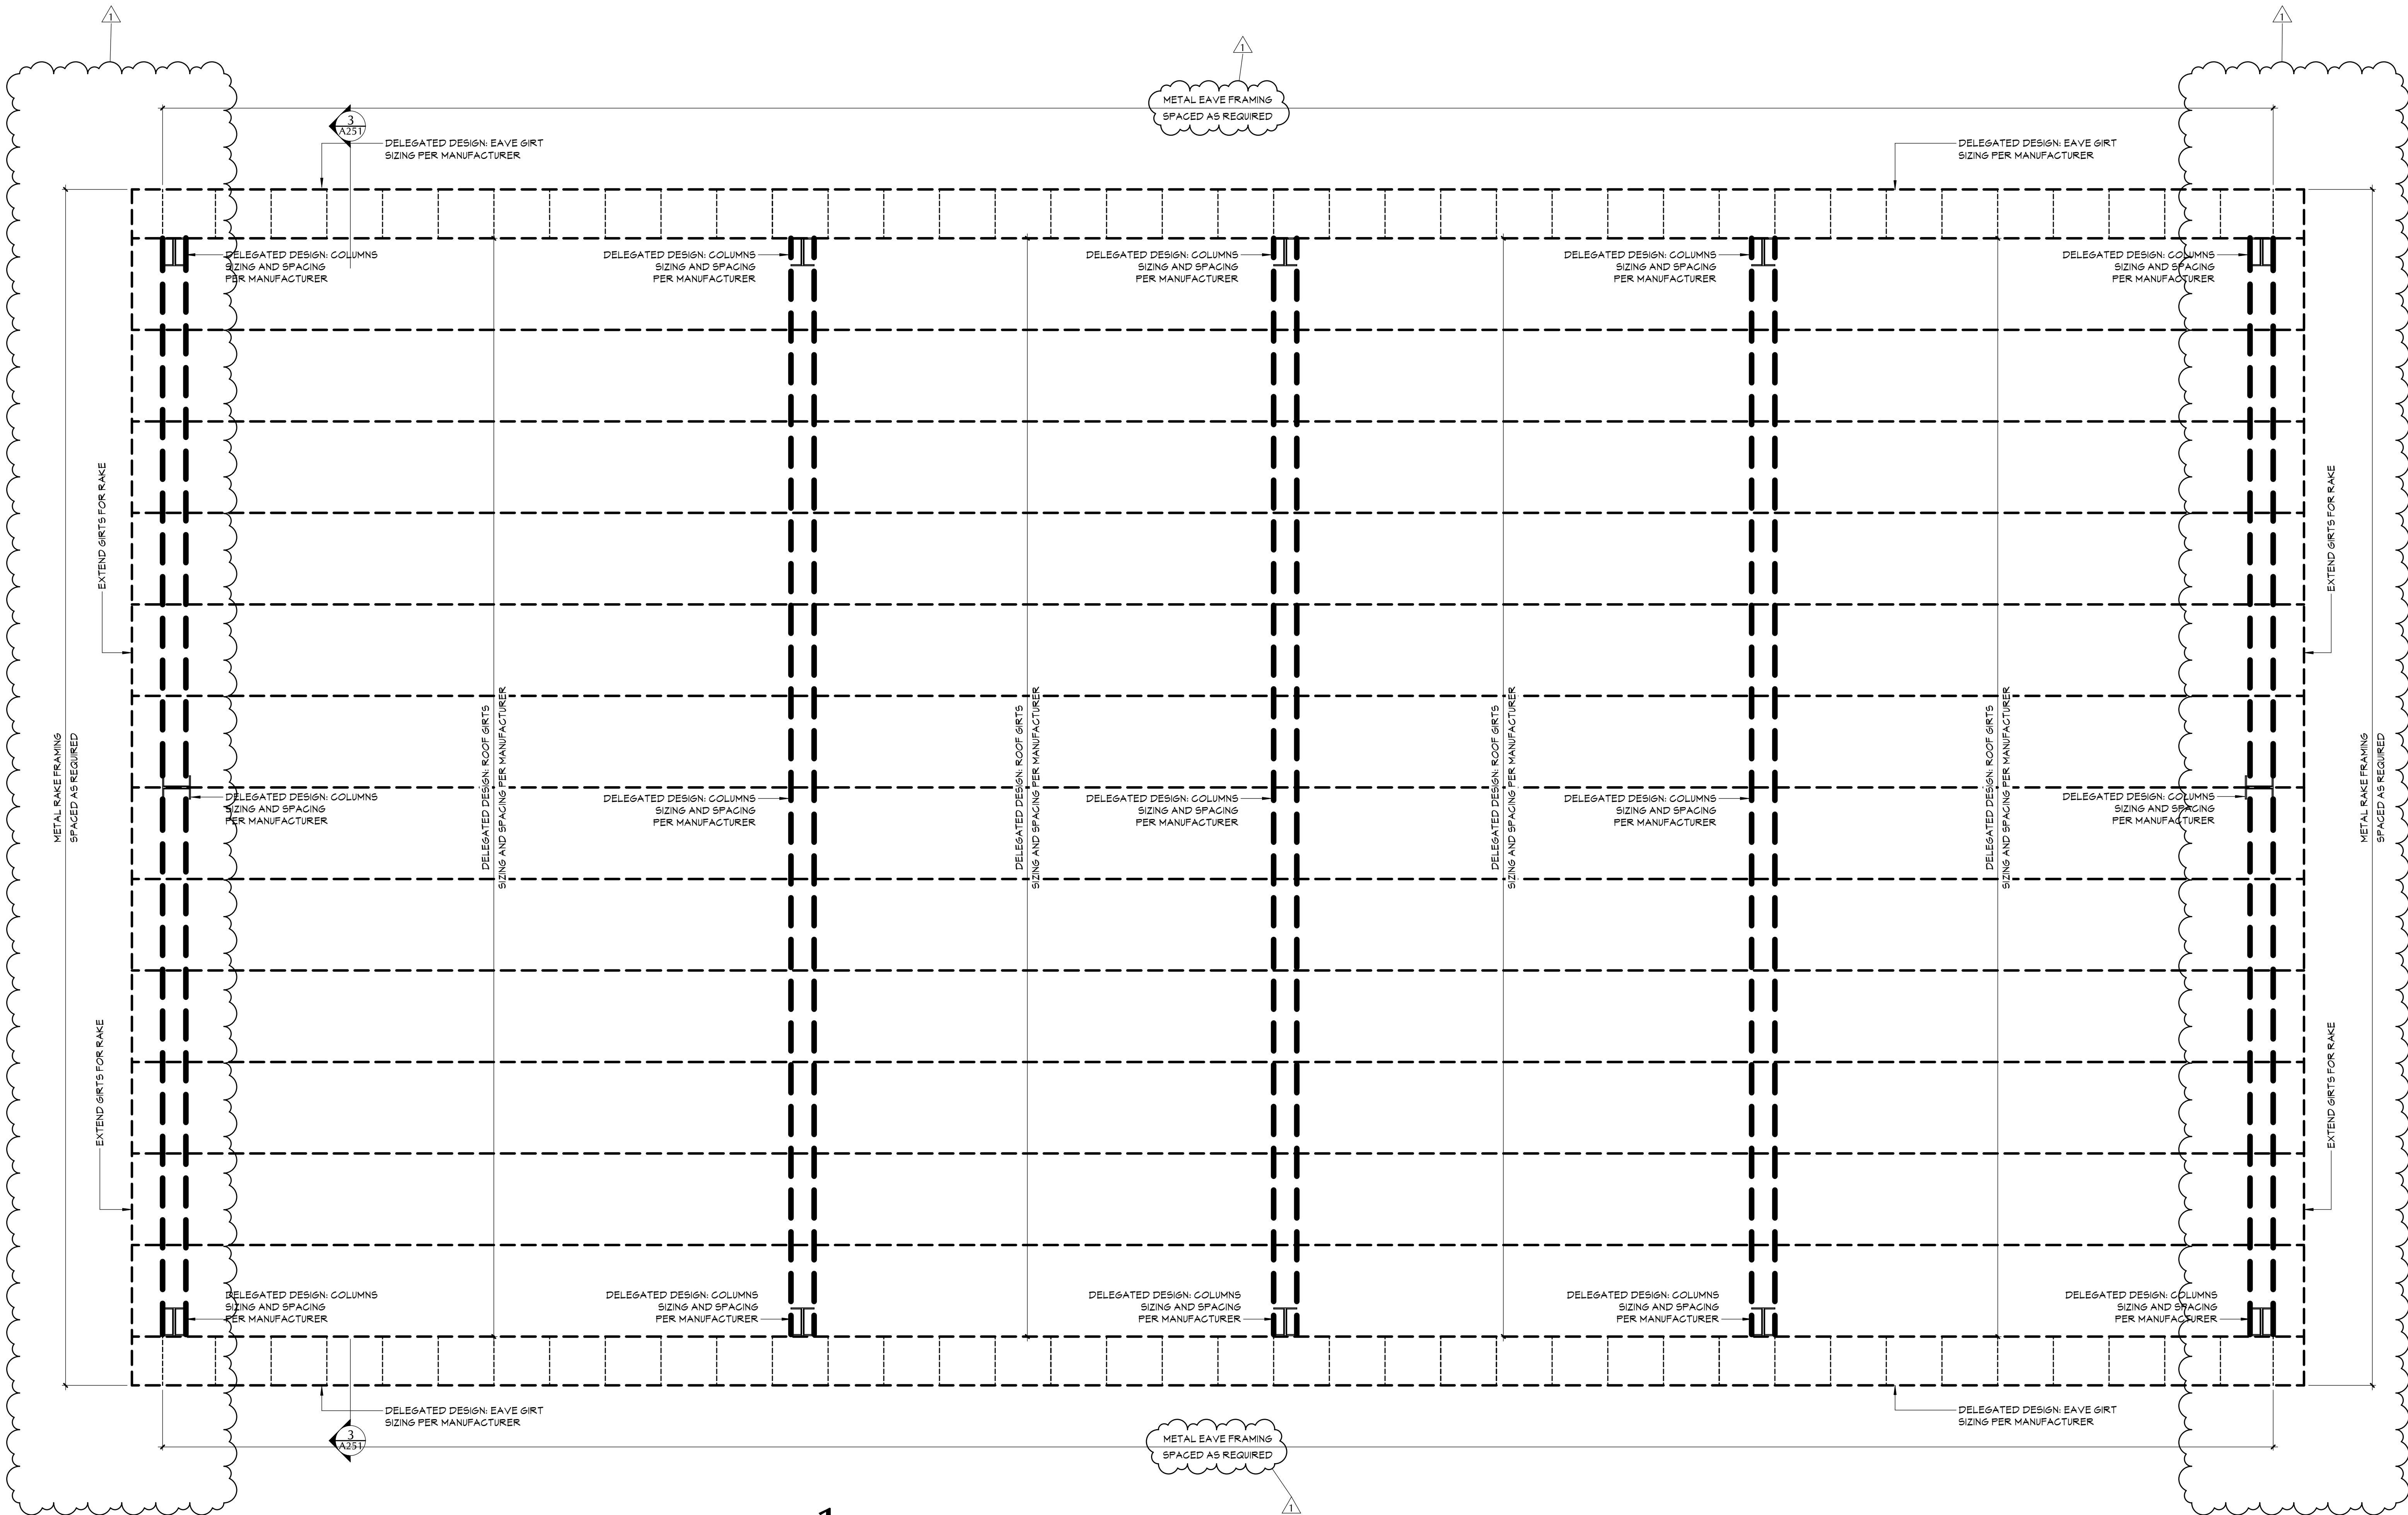 1
1
1
METAL EAVE FRAMING
SPACED AS REQUIRED
3
A251
DELEGATED DESIGN: EAVE GIRT
SIZING PER MANUFACTURER
DELEGATED DESIGN: EAVE GIRT
SIZING PER MANUFACTURER
DELEGATED DESIGN: COLUMNS
SIZING AND SPACING
PER MANUFACTURER
DELEGATED DESIGN: COLUMNS
SIZING AND SPACING
PER MANUFACTURER
DELEGATED DESIGN: COLUMNS
SIZING AND SPACING
PER MANUFACTURER
DELEGATED DESIGN: COLUMNS
SIZING AND SPACING
PER MANUFACTURER
DELEGATED DESIGN: COLUMNS
SIZING AND SPACING
PER MANUFACTURER
EXTEND GIRTS FOR RAKE
EXTEND GIRTS FOR RAKE
METAL RAKE FRAMING
SPACED AS REQUIRED
DELEGATED DESIGN: ROOF GIRTS
SIZING AND SPACING PER MANUFACTURER
DELEGATED DESIGN: ROOF GIRTS
SIZING AND SPACING PER MANUFACTURER
DELEGATED DESIGN: ROOF GIRTS
SIZING AND SPACING PER MANUFACTURER
DELEGATED DESIGN: ROOF GIRTS
SIZING AND SPACING PER MANUFACTURER
METAL RAKE FRAMING
SPACED AS REQUIRED
DELEGATED DESIGN: COLUMNS
SIZING AND SPACING
PER MANUFACTURER
DELEGATED DESIGN: COLUMNS
SIZING AND SPACING
PER MANUFACTURER
DELEGATED DESIGN: COLUMNS
SIZING AND SPACING
PER MANUFACTURER
DELEGATED DESIGN: COLUMNS
SIZING AND SPACING
PER MANUFACTURER
DELEGATED DESIGN: COLUMNS
SIZING AND SPACING
PER MANUFACTURER
EXTEND GIRTS FOR RAKE
EXTEND GIRTS FOR RAKE
DELEGATED DESIGN: COLUMNS
SIZING AND SPACING
PER MANUFACTURER
DELEGATED DESIGN: COLUMNS
SIZING AND SPACING
PER MANUFACTURER
DELEGATED DESIGN: COLUMNS
SIZING AND SPACING
PER MANUFACTURER
DELEGATED DESIGN: COLUMNS
SIZING AND SPACING
PER MANUFACTURER
DELEGATED DESIGN: COLUMNS
SIZING AND SPACING
PER MANUFACTURER
DELEGATED DESIGN: EAVE GIRT
SIZING PER MANUFACTURER
DELEGATED DESIGN: EAVE GIRT
SIZING PER MANUFACTURER
3
A251
METAL EAVE FRAMING
SPACED AS REQUIRED
1